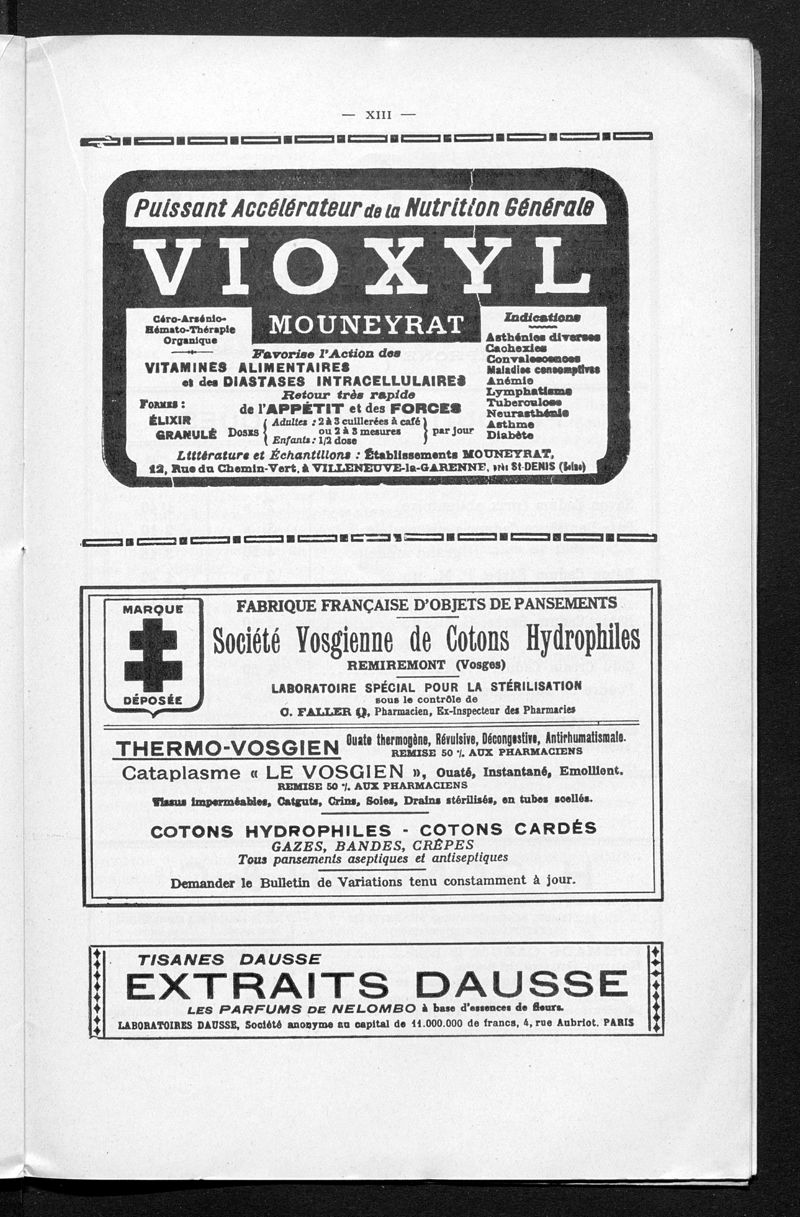 — XIII —
Puissant Accélérateur de la Nutrition Générale
VIOXYL
MOUNEYRAT
Céro-Arsénio-
Hémato-Thérapie
Organique
Favorise l'Action des
VITAMINES ALIMENTAIRES
et des DIASTASES INTRACELLULAIRES
Retour très rapide
de l'APPÉTIT et des FORCES
FORMES :
ÉLIXIR
GRANULÉ
DOSES { Adultes : 2 à 3 cuillerées à café
ou 2 à 3 mesures
Enfants : 1/2 dose } par jour
Indications
Asthénies diverses
Cachexies
Convalescences
Maladies consomptives
Anémie
Lymphatisme
Tuberculose
Neurasthénie
Asthme
Diabète
Littérature et Échantillons : Établissements MOUNEYRAT,
12, Rue du Chemin-Vert, à VILLENEUVE-la-GARENNE, près St-DENIS (Seine)
MARQUE
DÉPOSÉE
FABRIQUE FRANÇAISE D'OBJETS DE PANSEMENTS
Société Vosgienne de Cotons Hydrophiles
REMIREMONT (Vosges)
LABORATOIRE SPÉCIAL POUR LA STÉRILISATION
sous le contrôle de
C. FALLER Q, Pharmacien, Ex-Inspecteur des Pharmacies
THERMO-VOSGIEN Ouate thermogène, Révulsive, Décongestive, Antirhumatismale.
REMISE 50 % AUX PHARMACIENS
Cataplasme « LE VOSGIEN », Ouaté, Instantané, Emollient.
REMISE 50 % AUX PHARMACIENS
Tissus imperméables, Catguts, Crins, Soies, Drains stérilisés, en tubes scellés.
COTONS HYDROPHILES - COTONS CARDÉS
GAZES, BANDES, CRÊPES
Tous pansements aseptiques et antiseptiques
Demander le Bulletin de Variations tenu constamment à jour.
TISANES DAUSSE
EXTRAITS DAUSSE
LES PARFUMS DE NELOMBO à base d'essences de fleurs.
LABORATOIRES DAUSSE, Société anonyme au capital de 11.000.000 de francs, 4, rue Aubriot. PARIS